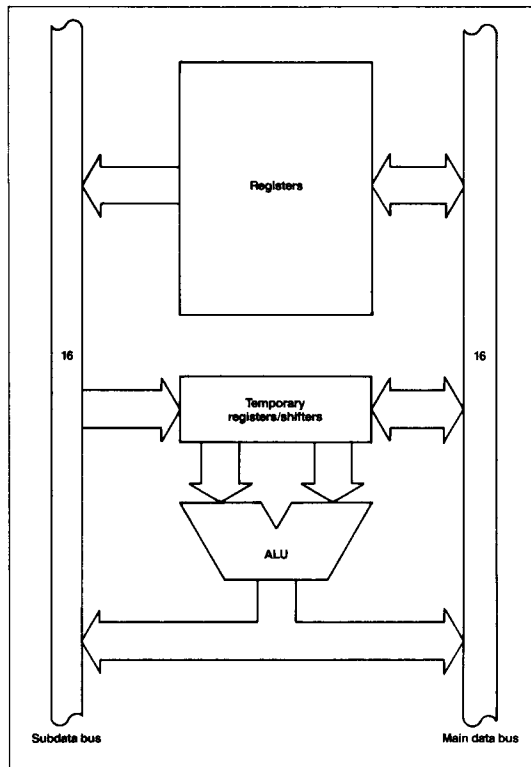 Registers
16
16
Temporary
registers/shifters
ALU
Subdata bus
Main data bus